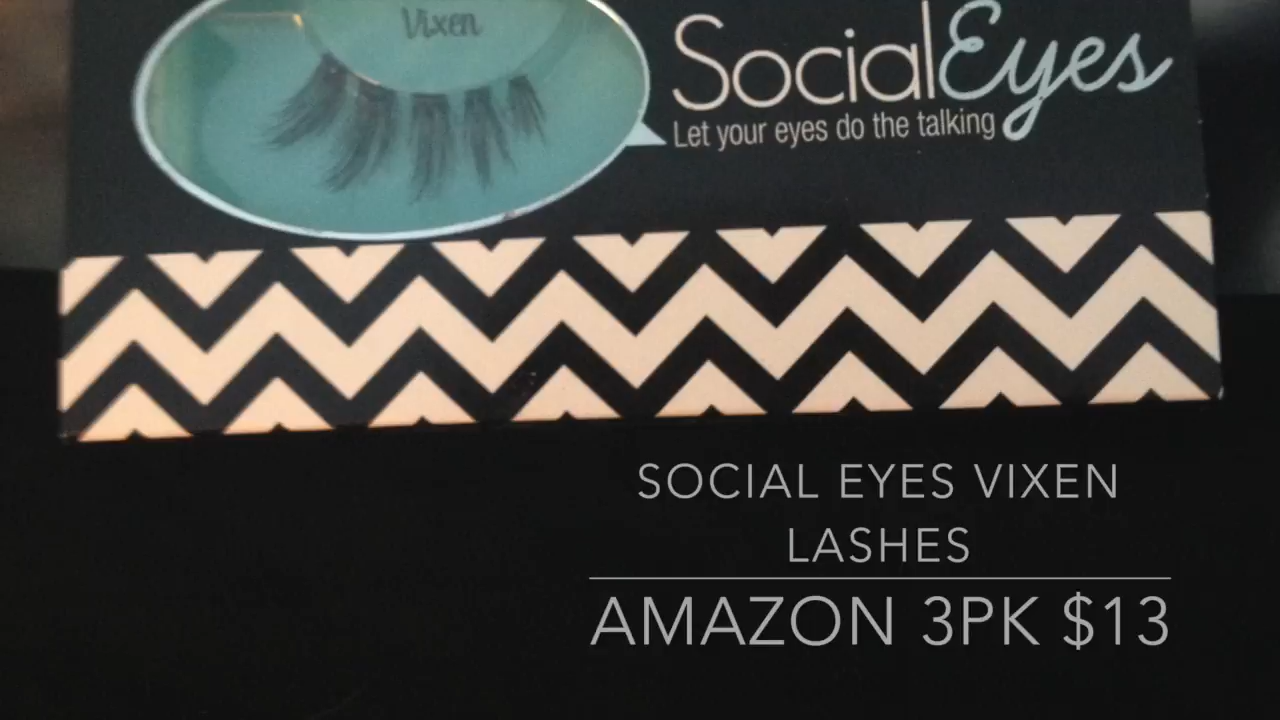 Vixen
SocialEyes
Let your eyes do the talking
SOCIAL EYES VIXEN
LASHES
AMAZON 3PK $13